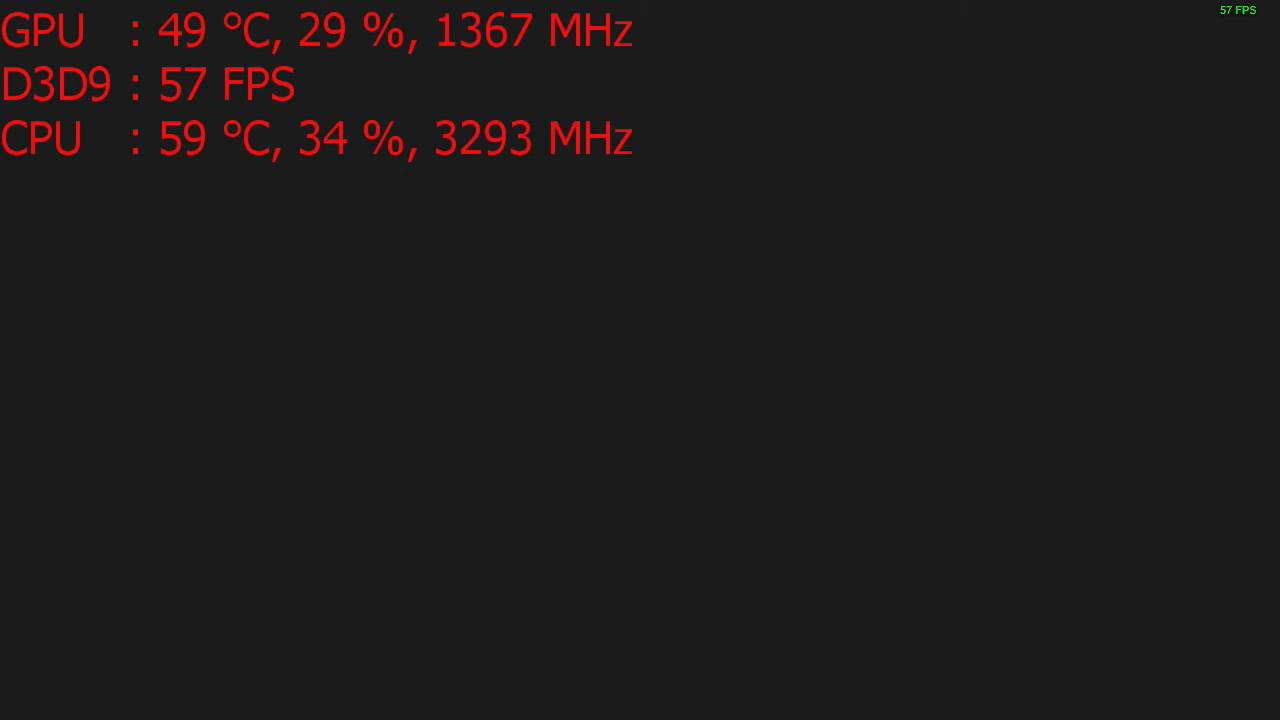 GPU : 49 °C, 29 %, 1367 MHz
57 FPS
D3D9 : 57 FPS
CPU : 59 °C, 34 %, 3293 MHz